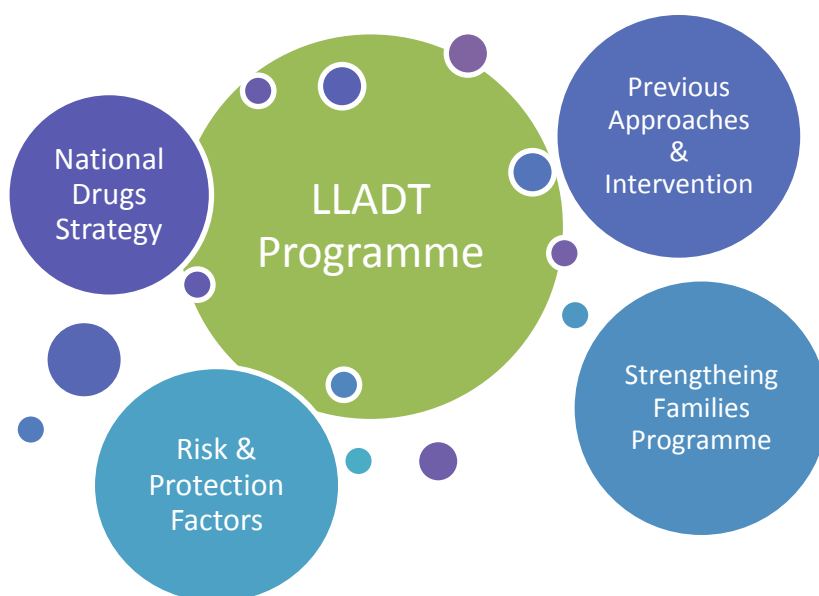 LLADT
Programme
National
Drugs
Strategy
Previous
Approaches
&
Intervention
Strengtheing
Families
Programme
Risk &
Protection
Factors